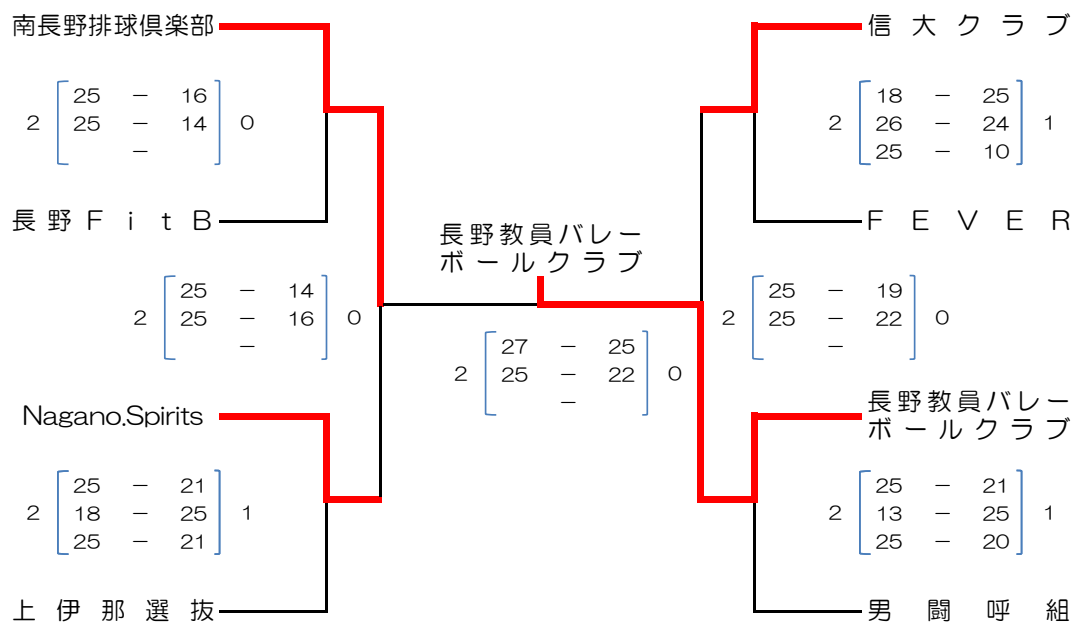 南長野排球倶楽部
25 － 16
2 25 － 14 0
－
長野FitB
25 － 14
2 25 － 16 0
－
Nagano.Spirits
25 － 21
2 18 － 25 1
25 － 21
上伊那選抜
長野教員バレー
ボールクラブ
27 － 25
2 25 － 22 0
－
信大クラブ
18 － 25
2 26 － 24 1
25 － 10
FEVER
25 － 19
2 25 － 22 0
－
長野教員バレー
ボールクラブ
25 － 21
2 13 － 25 1
25 － 20
男闘呼組